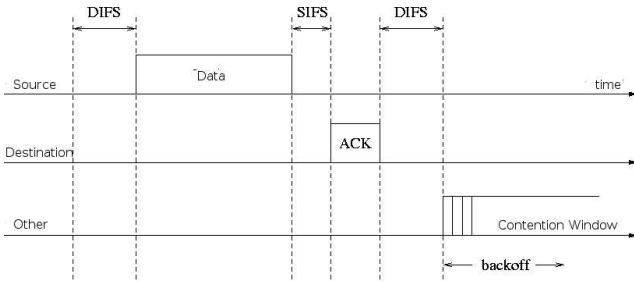 DIFS SIFS DIFS
Source Data time
Destination ACK
Other Contention Window
backoff